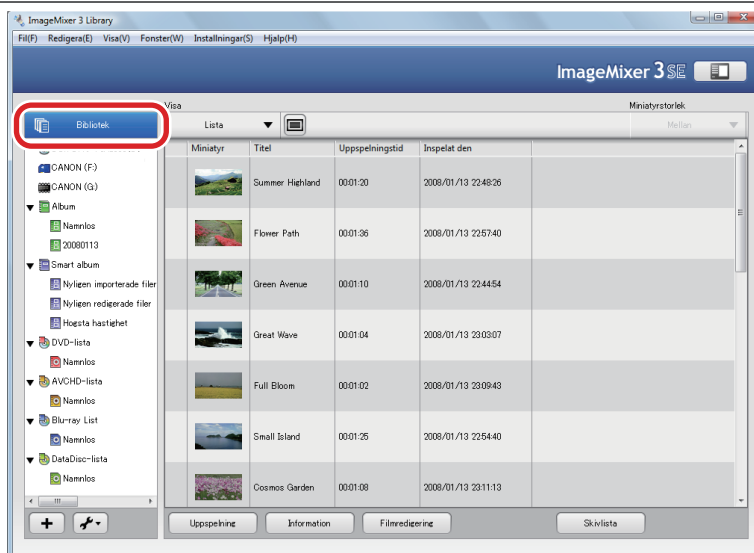 ImageMixer 3 Library
Fil(F) Redigera(E) Visa(V) Fonster(W) Installningar(S) Hjalp(H)
ImageMixer 3 SE
Visa
Miniatyrstorlek
Bibliotek
Lista
Mellan
Miniatyr Titel Uppspelningstid Inspelat den
CANON (F:)
CANON (G:)
Album
Namnlos
20080113
Smart album
Nyligen importerade filer
Nyligen redigerade filer
Hogsta hastighet
DVD-lista
Namnlos
AVCHD-lista
Namnlos
Blu-ray List
Namnlos
DataDisc-lista
Namnlos
Summer Highland 00:01:20 2008/01/13 22:48:26
Flower Path 00:01:36 2008/01/13 22:57:40
Green Avenue 00:01:10 2008/01/13 22:44:54
Great Wave 00:01:04 2008/01/13 23:03:07
Full Bloom 00:01:02 2008/01/13 23:09:43
Small Island 00:01:25 2008/01/13 22:54:40
Cosmos Garden 00:01:08 2008/01/13 23:11:13
Uppspelning Information Filmredigering Skivlista